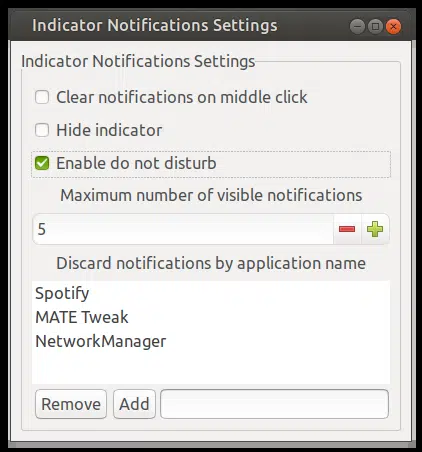 Indicator Notifications Settings
Indicator Notifications Settings
Clear notifications on middle click
Hide indicator
Enable do not disturb
Maximum number of visible notifications
5
Discard notifications by application name
Spotify
MATE Tweak
NetworkManager
Remove Add